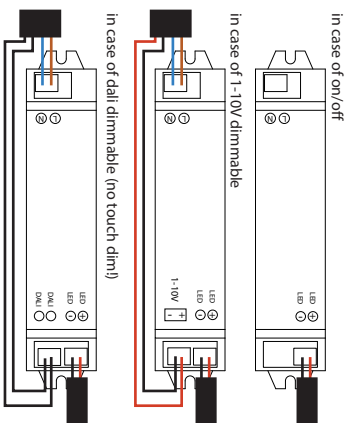 in case of on/off
N L
LED ⊖
LED ⊕
in case of 1-10V dimmable
N L
1-10V - +
LED ⊖
LED ⊕
in case of dali dimmable (no touch dim!)
N L
DALI
DALI
LED ⊖
LED ⊕